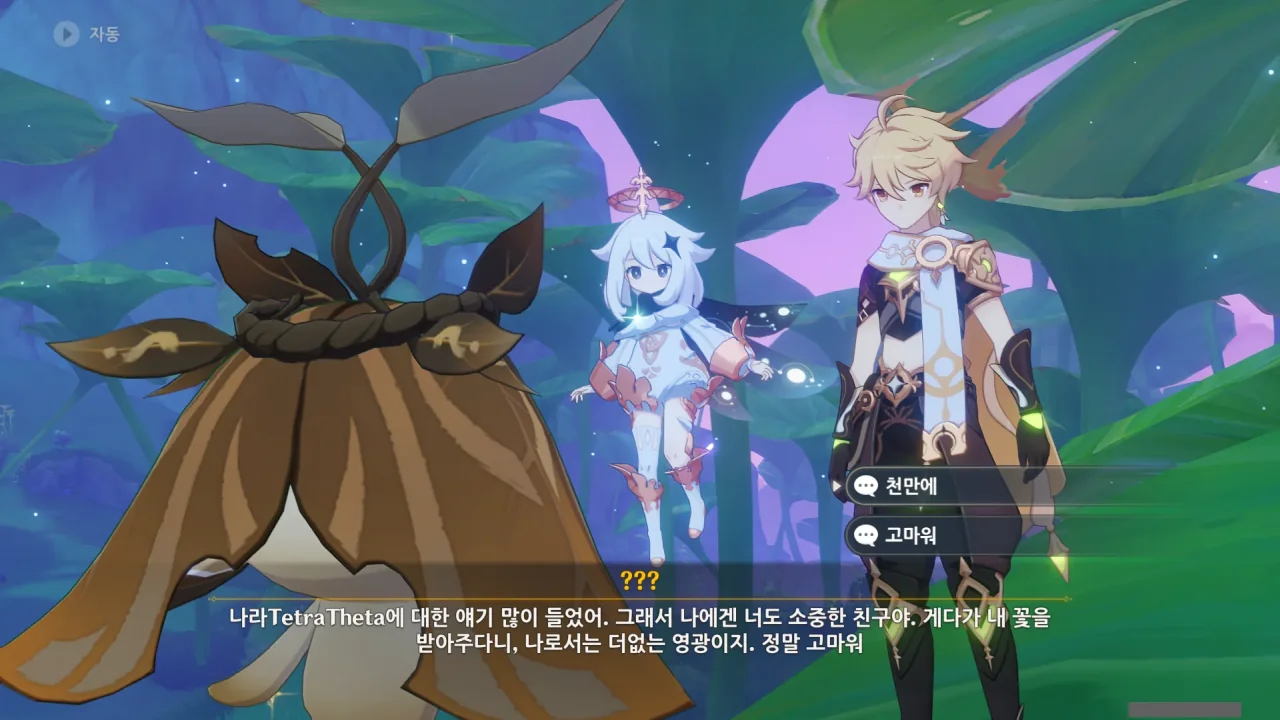 자동
천만에
고마워
???
나라TetraTheta에 대한 얘기 많이 들었어. 그래서 나에겐 너도 소중한 친구야. 게다가 내 꽃을
받아주다니, 나로서는 더없는 영광이지. 정말 고마워